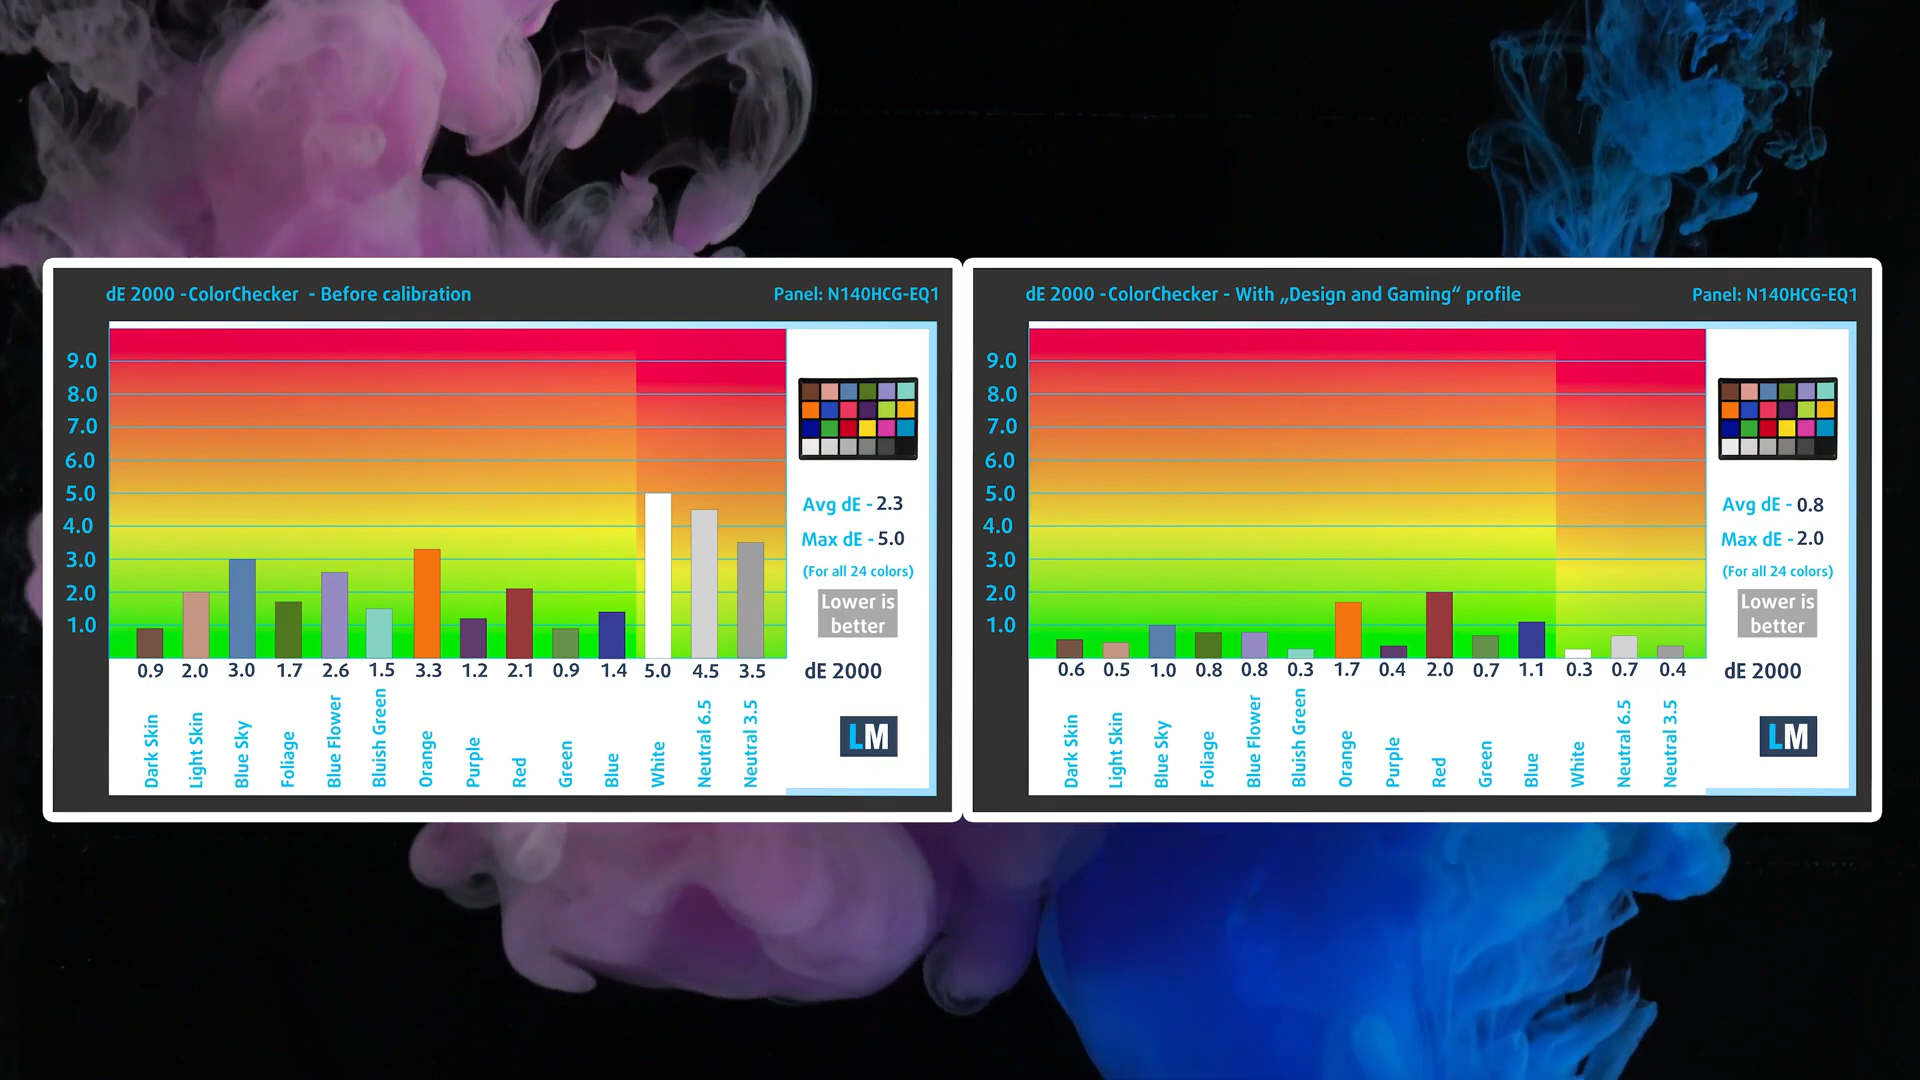 dE 2000 -ColorChecker - Before calibration
Panel: N140HCG-EQ1
9.0
8.0
7.0
6.0
5.0
4.0
3.0
2.0
1.0
Avg dE - 2.3
Max dE - 5.0
(For all 24 colors)
Lower is
better
0.9 2.0 3.0 1.7 2.6 1.5 3.3 1.2 2.1 0.9 1.4 5.0 4.5 3.5
dE 2000
Dark Skin
Light Skin
Blue Sky
Foliage
Blue Flower
Bluish Green
Orange
Purple
Red
Green
Blue
White
Neutral 6.5
Neutral 3.5
LM
dE 2000 -ColorChecker - With „Design and Gaming“ profile
Panel: N140HCG-EQ1
9.0
8.0
7.0
6.0
5.0
4.0
3.0
2.0
1.0
Avg dE - 0.8
Max dE - 2.0
(For all 24 colors)
Lower is
better
0.6 0.5 1.0 0.8 0.8 0.3 1.7 0.4 2.0 0.7 1.1 0.3 0.7 0.4
dE 2000
Dark Skin
Light Skin
Blue Sky
Foliage
Blue Flower
Bluish Green
Orange
Purple
Red
Green
Blue
White
Neutral 6.5
Neutral 3.5
LM